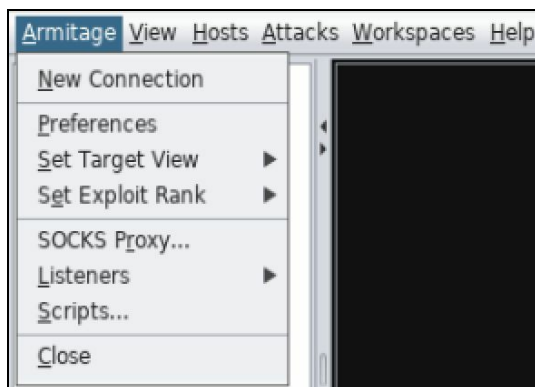 Armitage View Hosts Attacks Workspaces Help
New Connection
Preferences
Set Target View
Set Exploit Rank
SOCKS Proxy...
Listeners
Scripts...
Close